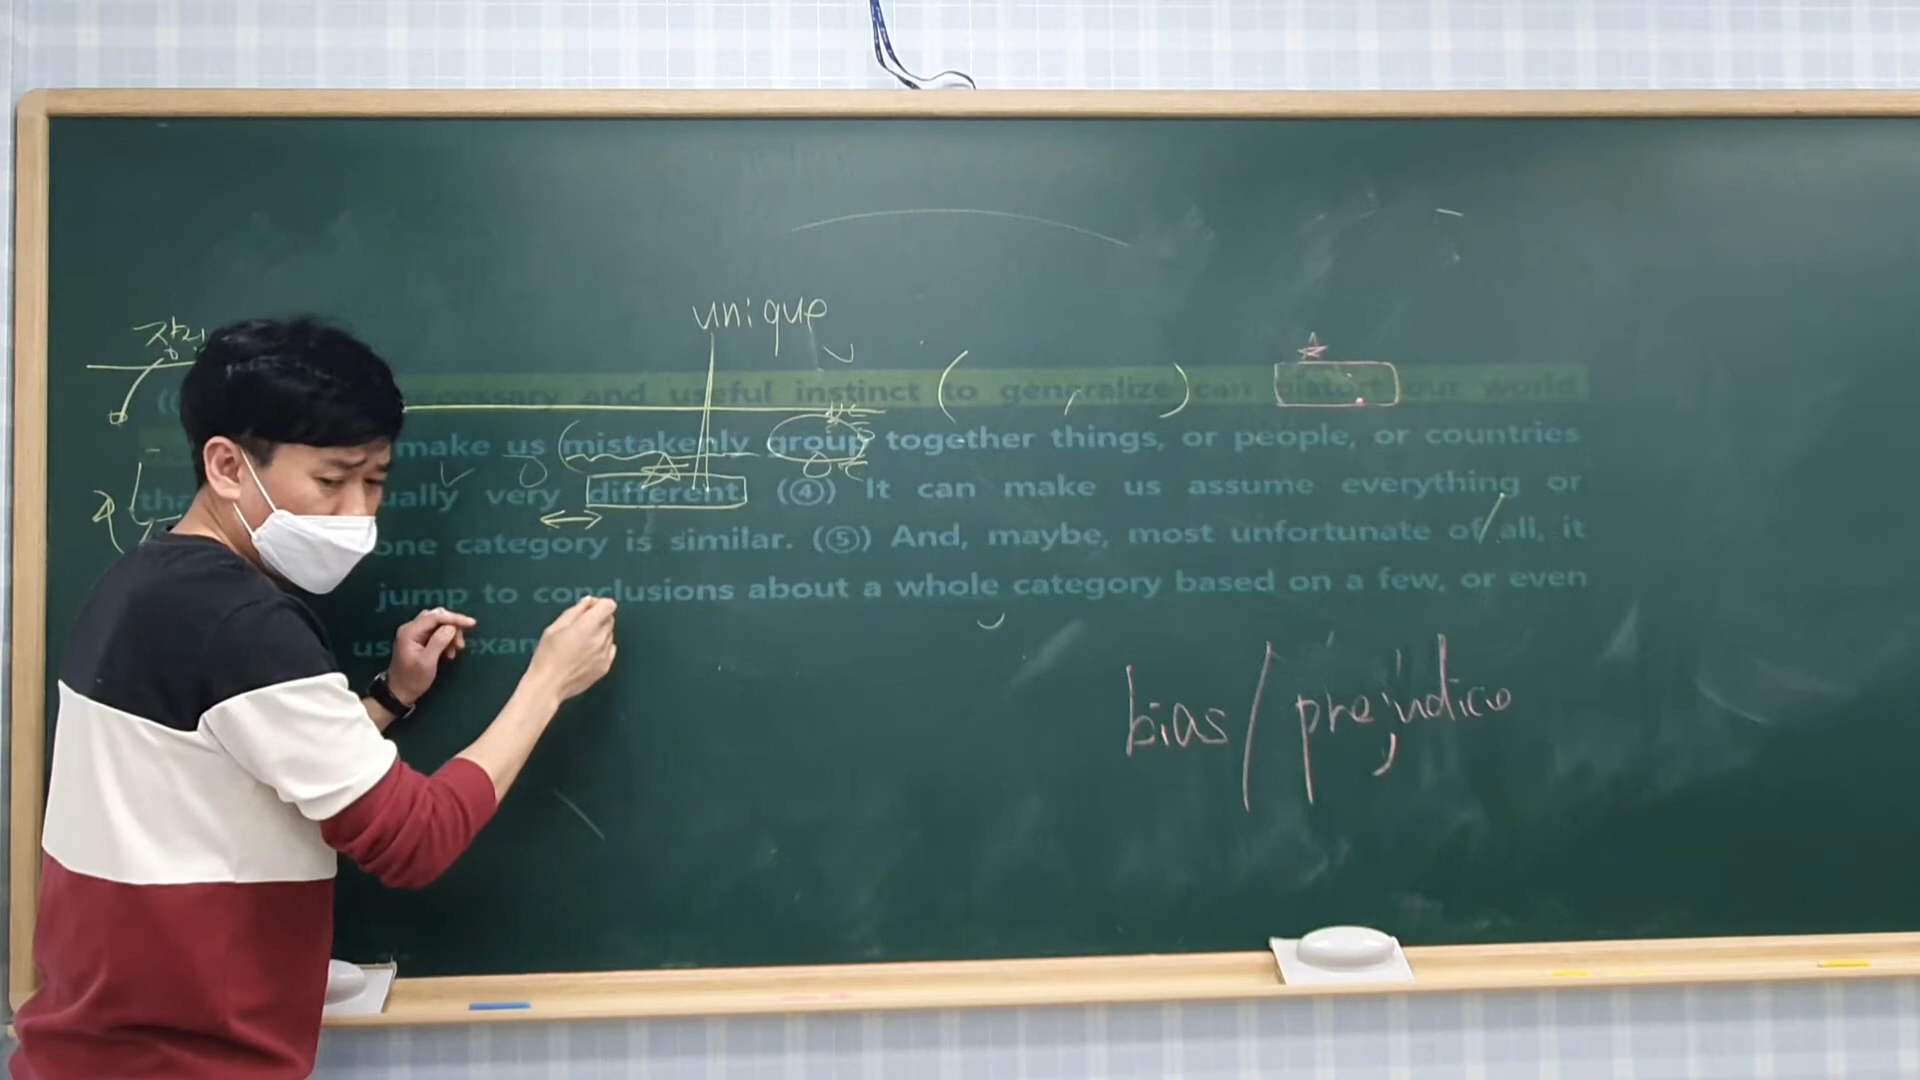 unique
cessary and useful instinct to generalize can distort our world
make us mistakenly group together things, or people, or countries
ually very different. (④) It can make us assume everything or
one category is similar. (⑤) And, maybe, most unfortunate of all, it
jump to conclusions about a whole category based on a few, or even
us exam
bias / prejudice